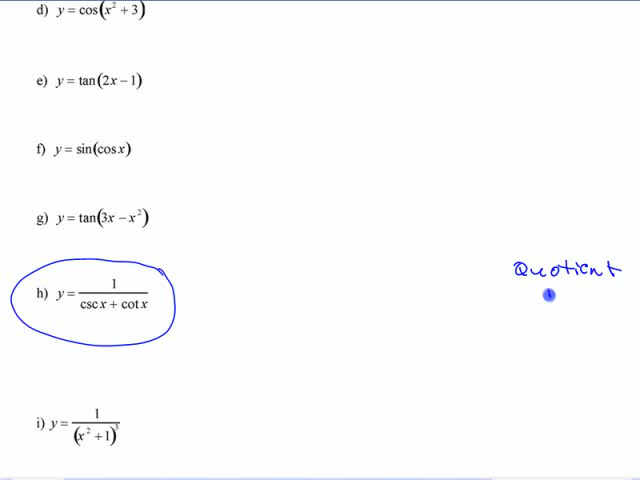 d) y = cos(x² + 3)
e) y = tan(2x − 1)
f) y = sin(cos x)
g) y = tan(3x − x²)
Quotient
h) y = 1/(csc x + cot x)
i) y = 1/(x² + 1)³